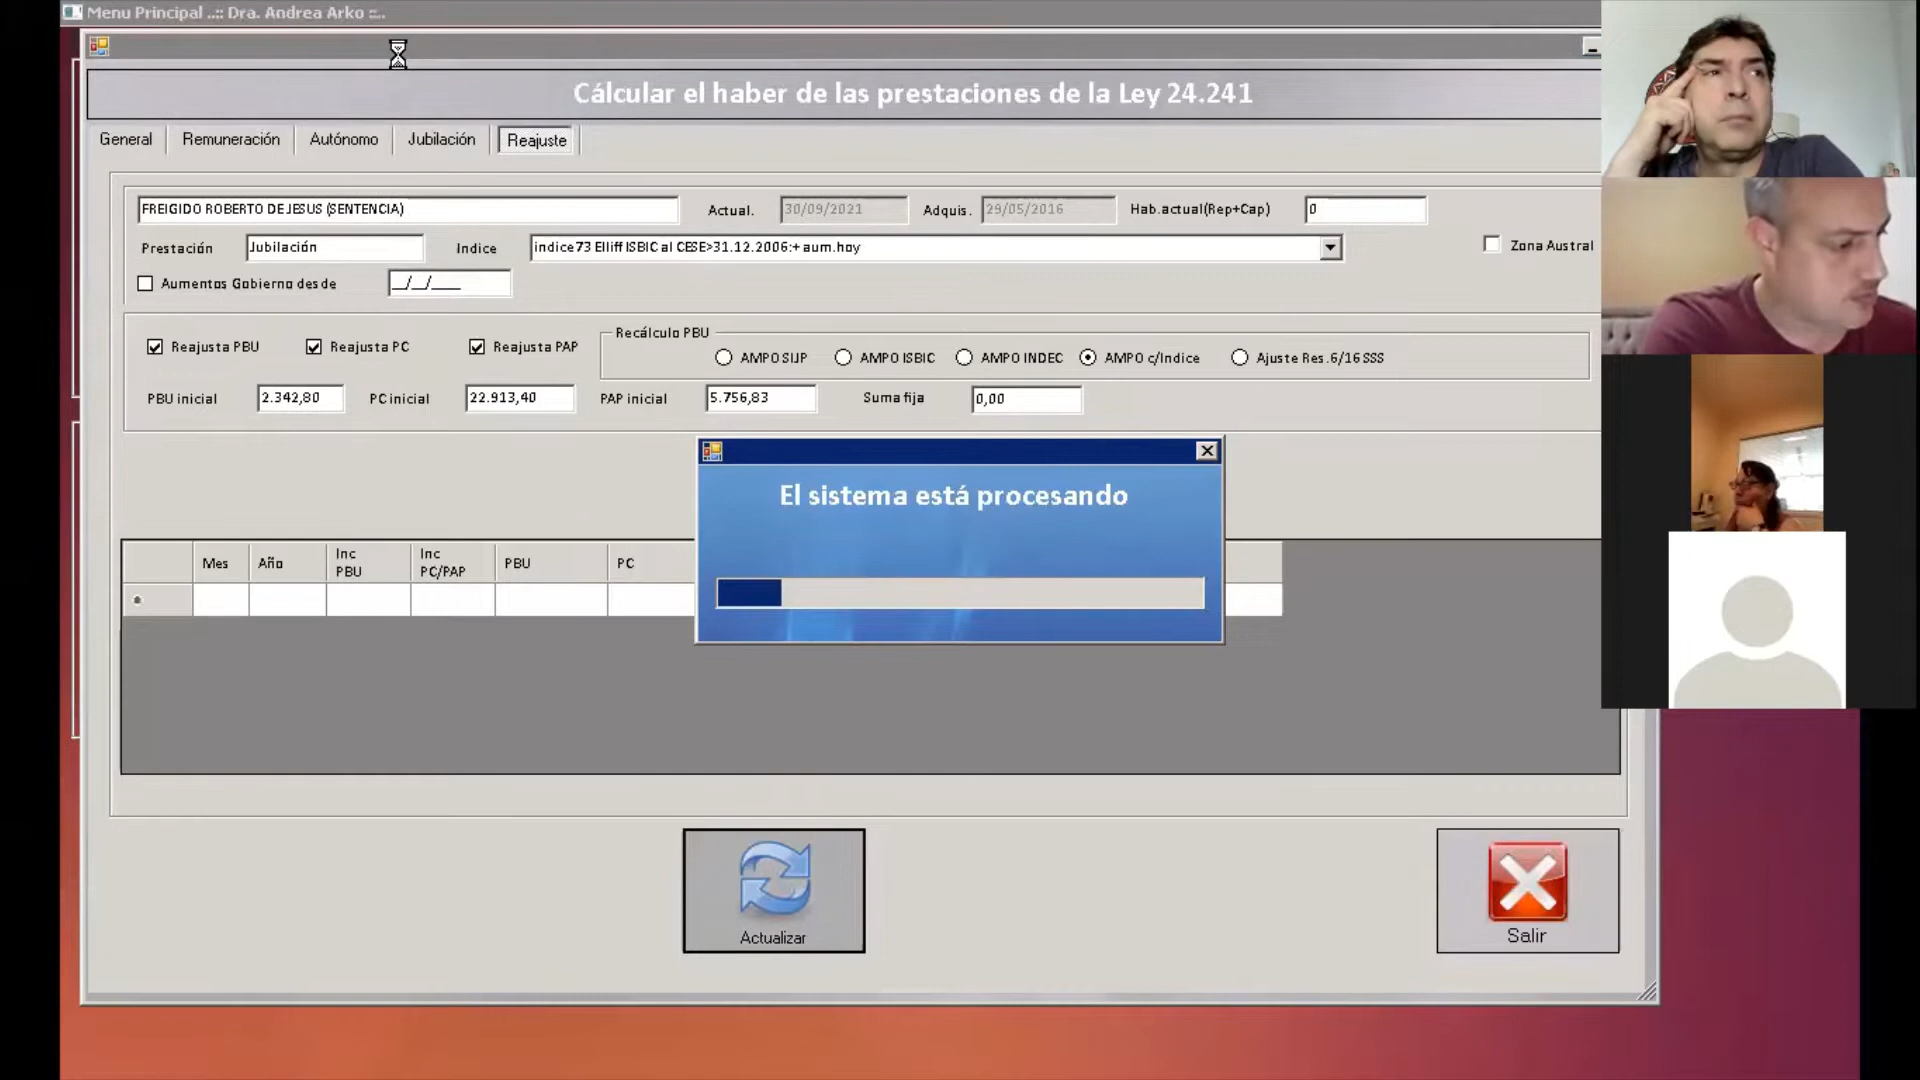 Menu Principal ..:: Dra. Andrea Arko ::..
Cálcular el haber de las prestaciones de la Ley 24.241
General Remuneración Autónomo Jubilación Reajuste
FREIGIDO ROBERTO DE JESUS (SENTENCIA) Actual. 30/09/2021 Adquis. 29/05/2016 Hab.actual(Rep+Cap) 0
Prestación Jubilación Indice indice 73 Elliff ISBIC al CESE>31.12.2006:+ aum.hoy Zona Austral
Aumentos Gobierno desde __/__/____
Recálculo PBU
Reajusta PBU Reajusta PC Reajusta PAP AMPO SIJP AMPO ISBIC AMPO INDEC AMPO c/Indice Ajuste Res.6/16 SSS
PBU inicial 2.342,80 PC inicial 22.913,40 PAP inicial 5.756,83 Suma fija 0,00
El sistema está procesando
Mes Año Inc PBU Inc PC/PAP PBU PC
Actualizar
Salir